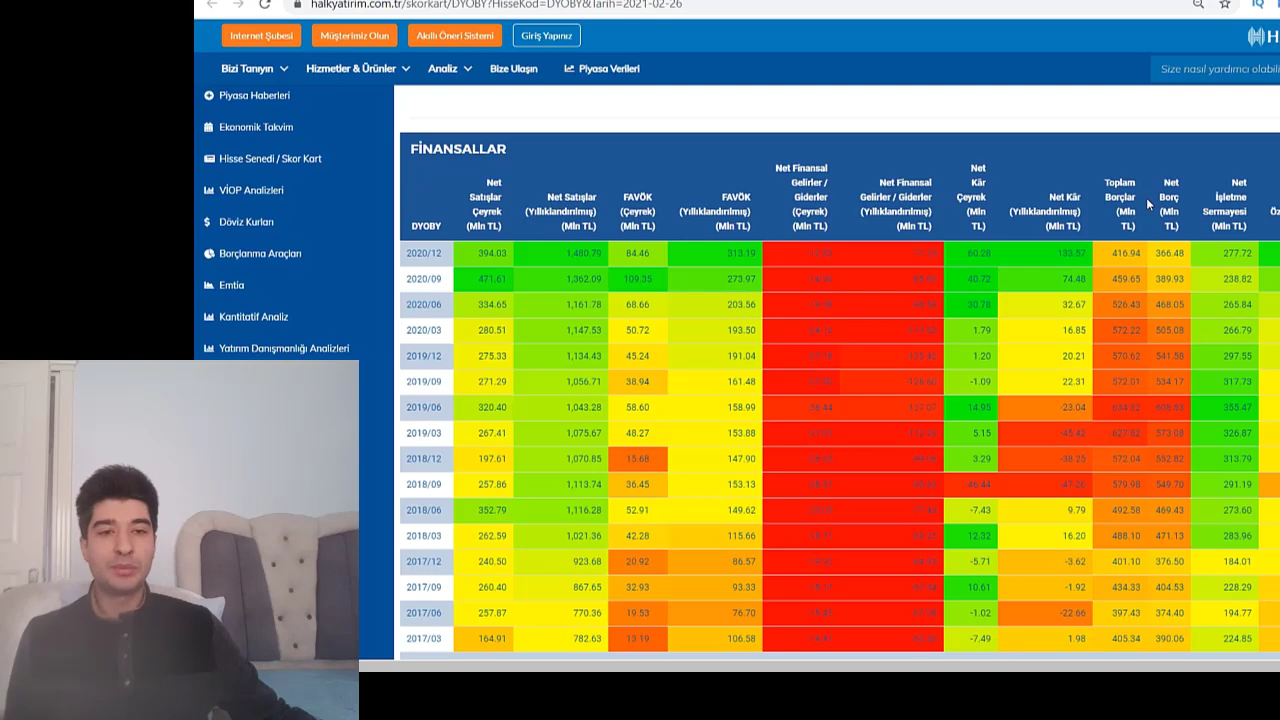 halkyatirim.com.tr/skorkart/DYOBY?HisseKod=DYOBY&Tarih=2021-02-26
Internet Şubesi Müşterimiz Olun Akıllı Öneri Sistemi Giriş Yapınız
Bizi Tanıyın Hizmetler & Ürünler Analiz Bize Ulaşın Piyasa Verileri Size nasıl yardımcı olabili
Piyasa Haberleri
Ekonomik Takvim
Hisse Senedi / Skor Kart
VİOP Analizleri
Döviz Kurları
Borçlanma Araçları
Emtia
Kantitatif Analiz
Yatırım Danışmanlığı Analizleri
FİNANSALLAR
DYOBY
Net Satışlar Çeyrek (Mln TL)
Net Satışlar (Yıllıklandırılmış) (Mln TL)
FAVÖK (Çeyrek) (Mln TL)
FAVÖK (Yıllıklandırılmış) (Mln TL)
Net Finansal Gelirler / Giderler (Çeyrek) (Mln TL)
Net Finansal Gelirler / Giderler (Yıllıklandırılmış) (Mln TL)
Net Kâr Çeyrek (Mln TL)
Net Kâr (Yıllıklandırılmış) (Mln TL)
Toplam Borçlar (Mln TL)
Net Borç (Mln TL)
Net İşletme Sermayesi (Mln TL)
2020/12 394.03 1,480.79 84.46 313.19 60.28 133.57 416.94 366.48 277.72
2020/09 471.61 1,362.09 109.35 273.97 40.72 74.48 459.65 389.93 238.82
2020/06 334.65 1,161.78 68.66 203.56 30.78 32.67 526.43 468.05 265.84
2020/03 280.51 1,147.53 50.72 193.50 1.79 16.85 572.22 505.08 266.79
2019/12 275.33 1,134.43 45.24 191.04 1.20 20.21 570.62 541.58 297.55
2019/09 271.29 1,056.71 38.94 161.48 -1.09 22.31 572.01 534.17 317.73
2019/06 320.40 1,043.28 58.60 158.99 14.95 -23.04 355.47
2019/03 267.41 1,075.67 48.27 153.88 5.15 -45.42 326.87
2018/12 197.61 1,070.85 15.68 147.90 3.29 -38.25 572.04 552.82 313.79
2018/09 257.86 1,113.74 36.45 153.13 -47.26 579.98 549.70 291.19
2018/06 352.79 1,116.28 52.91 149.62 -7.43 9.79 492.58 469.43 273.60
2018/03 262.59 1,021.36 42.28 115.66 12.32 16.20 488.10 471.13 283.96
2017/12 240.50 923.68 20.92 86.57 -5.71 -3.62 401.10 376.50 184.01
2017/09 260.40 867.65 32.93 93.33 10.61 -1.92 434.33 404.53 228.29
2017/06 257.87 770.36 19.53 76.70 -1.02 -22.66 397.43 374.40 194.77
2017/03 164.91 782.63 13.19 106.58 -7.49 1.98 405.34 390.06 224.85